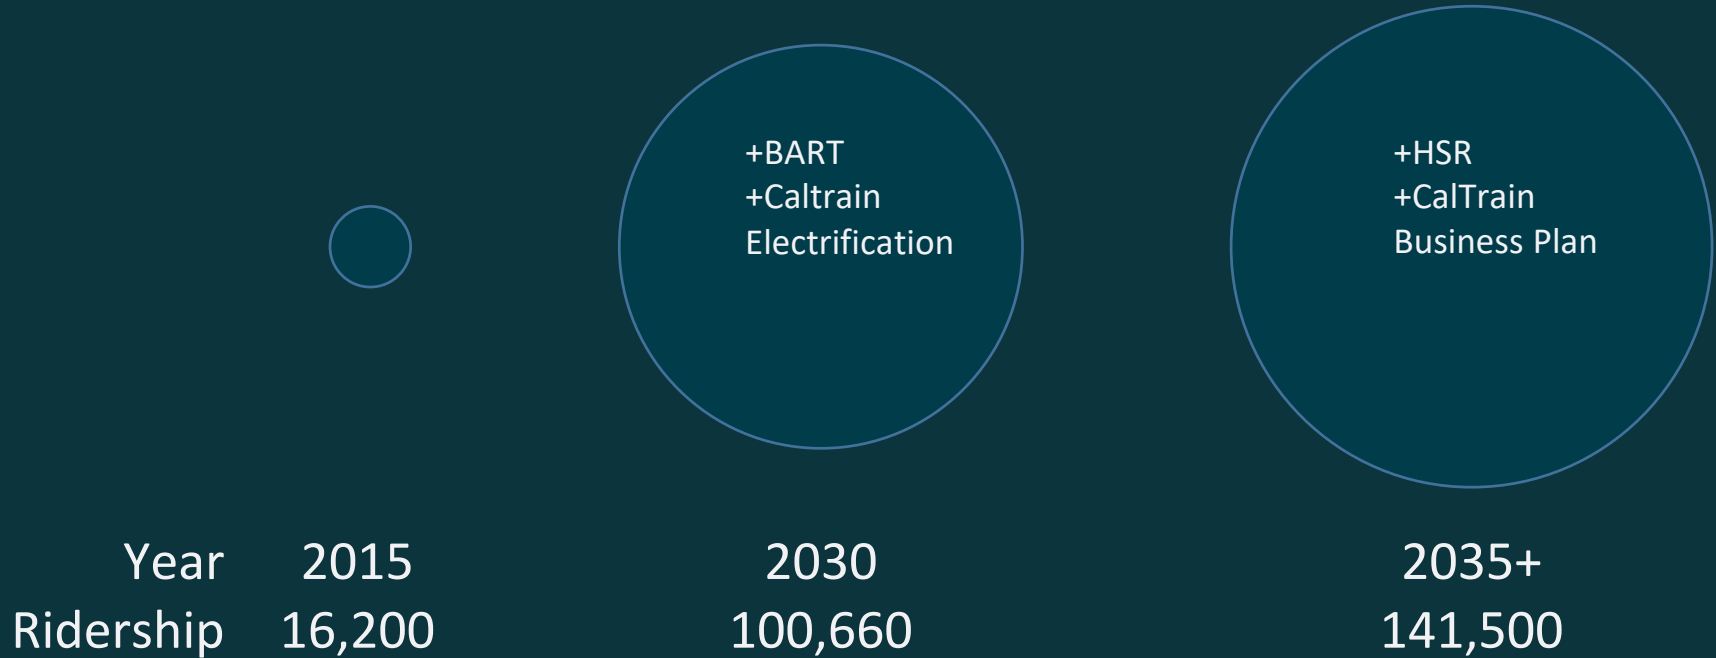 +BART
+Caltrain
Electrification
+HSR
+CalTrain
Business Plan
Year 2015 2030 2035+
Ridership 16,200 100,660 141,500